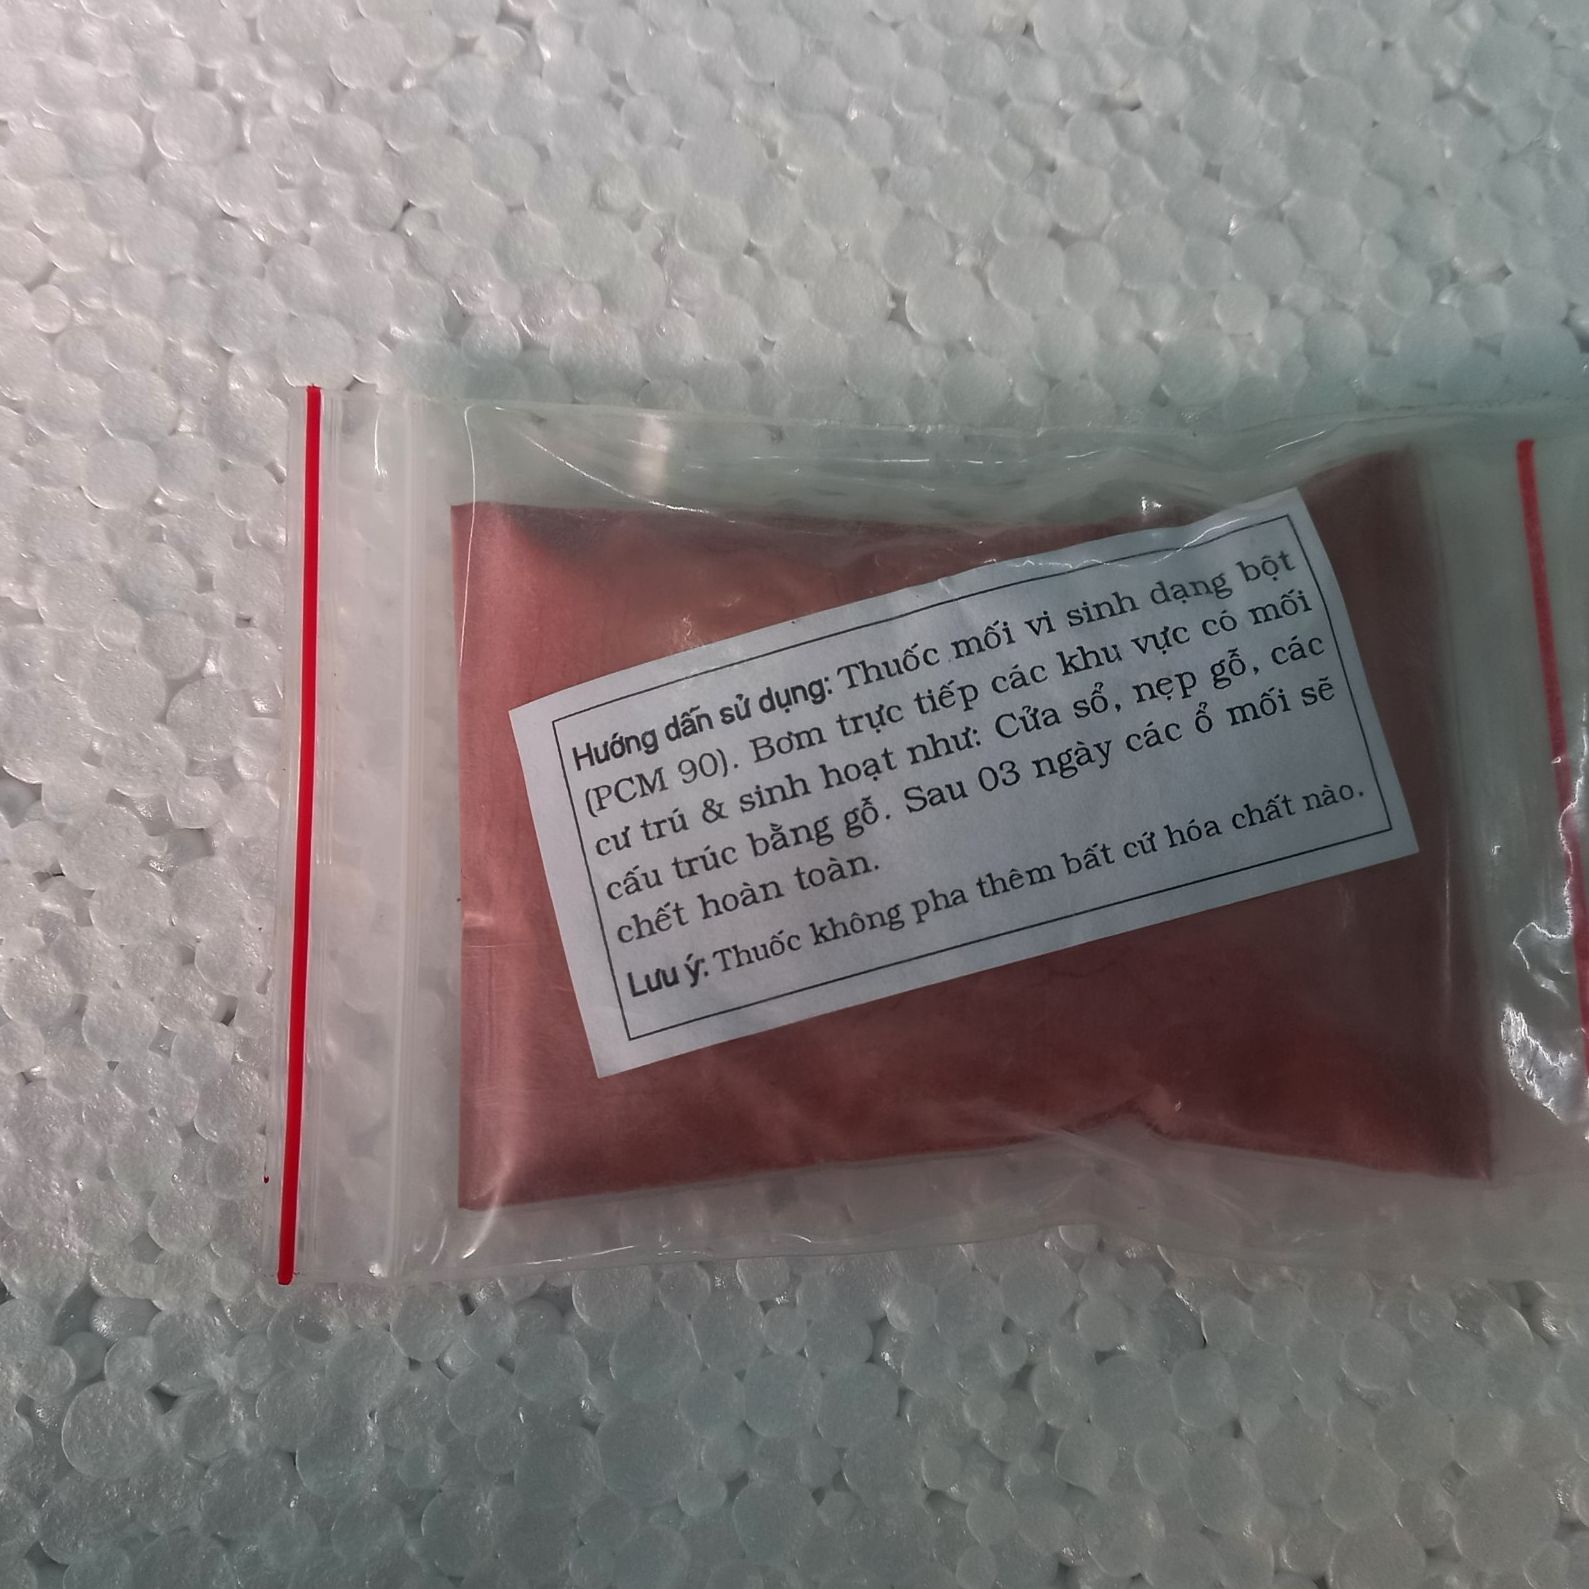 Hướng dẫn sử dụng: Thuốc mối vi sinh dạng bột
(PCM 90). Bơm trực tiếp các khu vực có mối
cư trú & sinh hoạt như: Cửa sổ, nẹp gỗ, các
cấu trúc bằng gỗ. Sau 03 ngày các ổ mối sẽ
chết hoàn toàn.
Lưu ý: Thuốc không pha thêm bất cứ hóa chất nào.